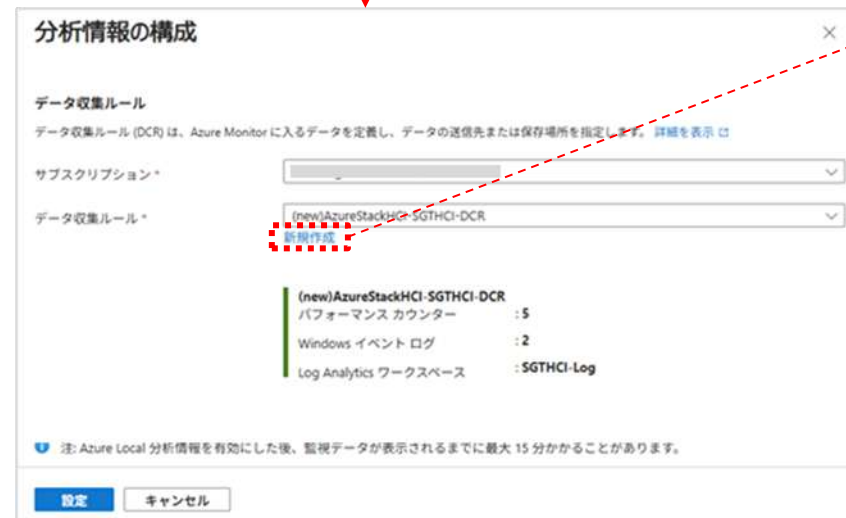 分析情報の構成
データ収集ルール
データ収集ルール (DCR) は、Azure Monitor に入るデータを定義し、データの送信先または保存場所を指定します。 詳細を表示
サブスクリプション *
データ収集ルール *
(new)AzureStackHCI-SGTHCI-DCR
新規作成
(new)AzureStackHCI-SGTHCI-DCR
パフォーマンス カウンター : 5
Windows イベント ログ : 2
Log Analytics ワークスペース : SGTHCI-Log
注: Azure Local 分析情報を有効にした後、監視データが表示されるまでに最大 15 分かかることがあります。
設定 キャンセル